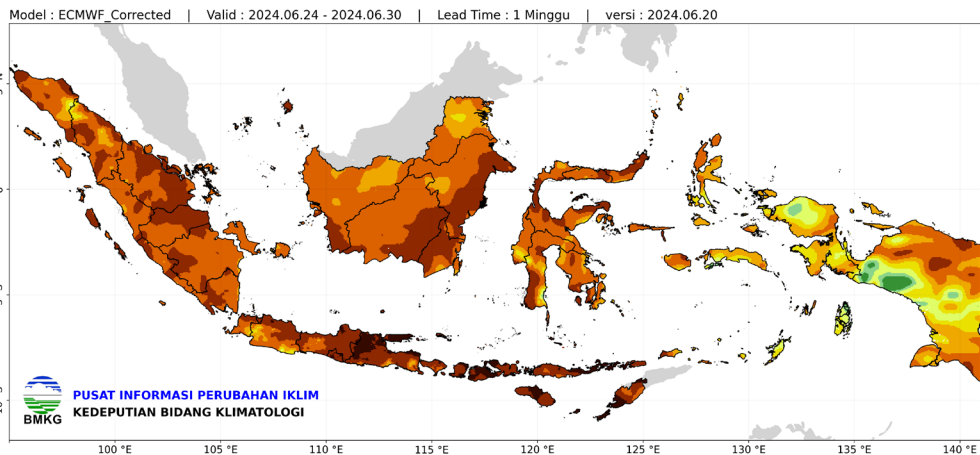 Model : ECMWF_Corrected | Valid : 2024.06.24 - 2024.06.30 | Lead Time : 1 Minggu | versi : 2024.06.20
PUSAT INFORMASI PERUBAHAN IKLIM
KEDEPUTIAN BIDANG KLIMATOLOGI
BMKG
100 °E 105 °E 110 °E 115 °E 120 °E 125 °E 130 °E 135 °E 140 °E